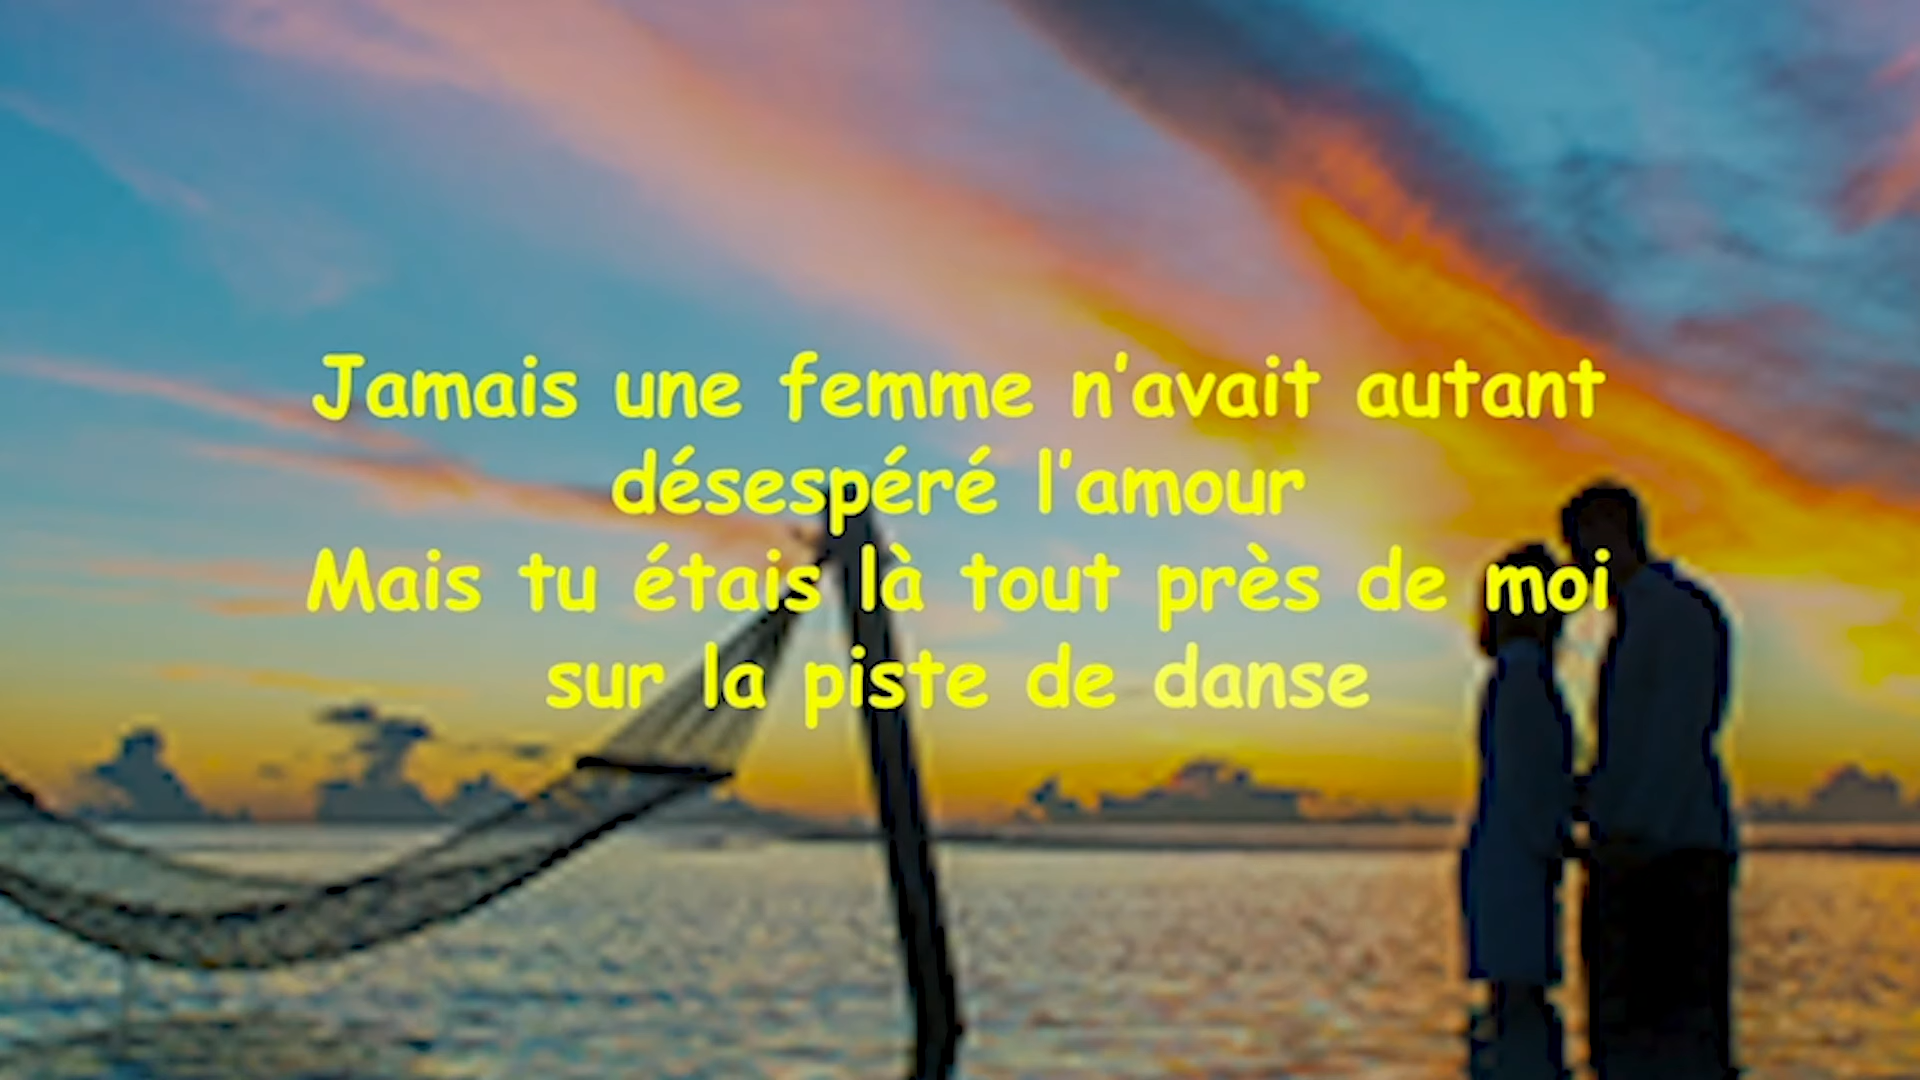 Jamais une femme n'avait autant
désespéré l'amour
Mais tu étais là tout près de moi
sur la piste de danse